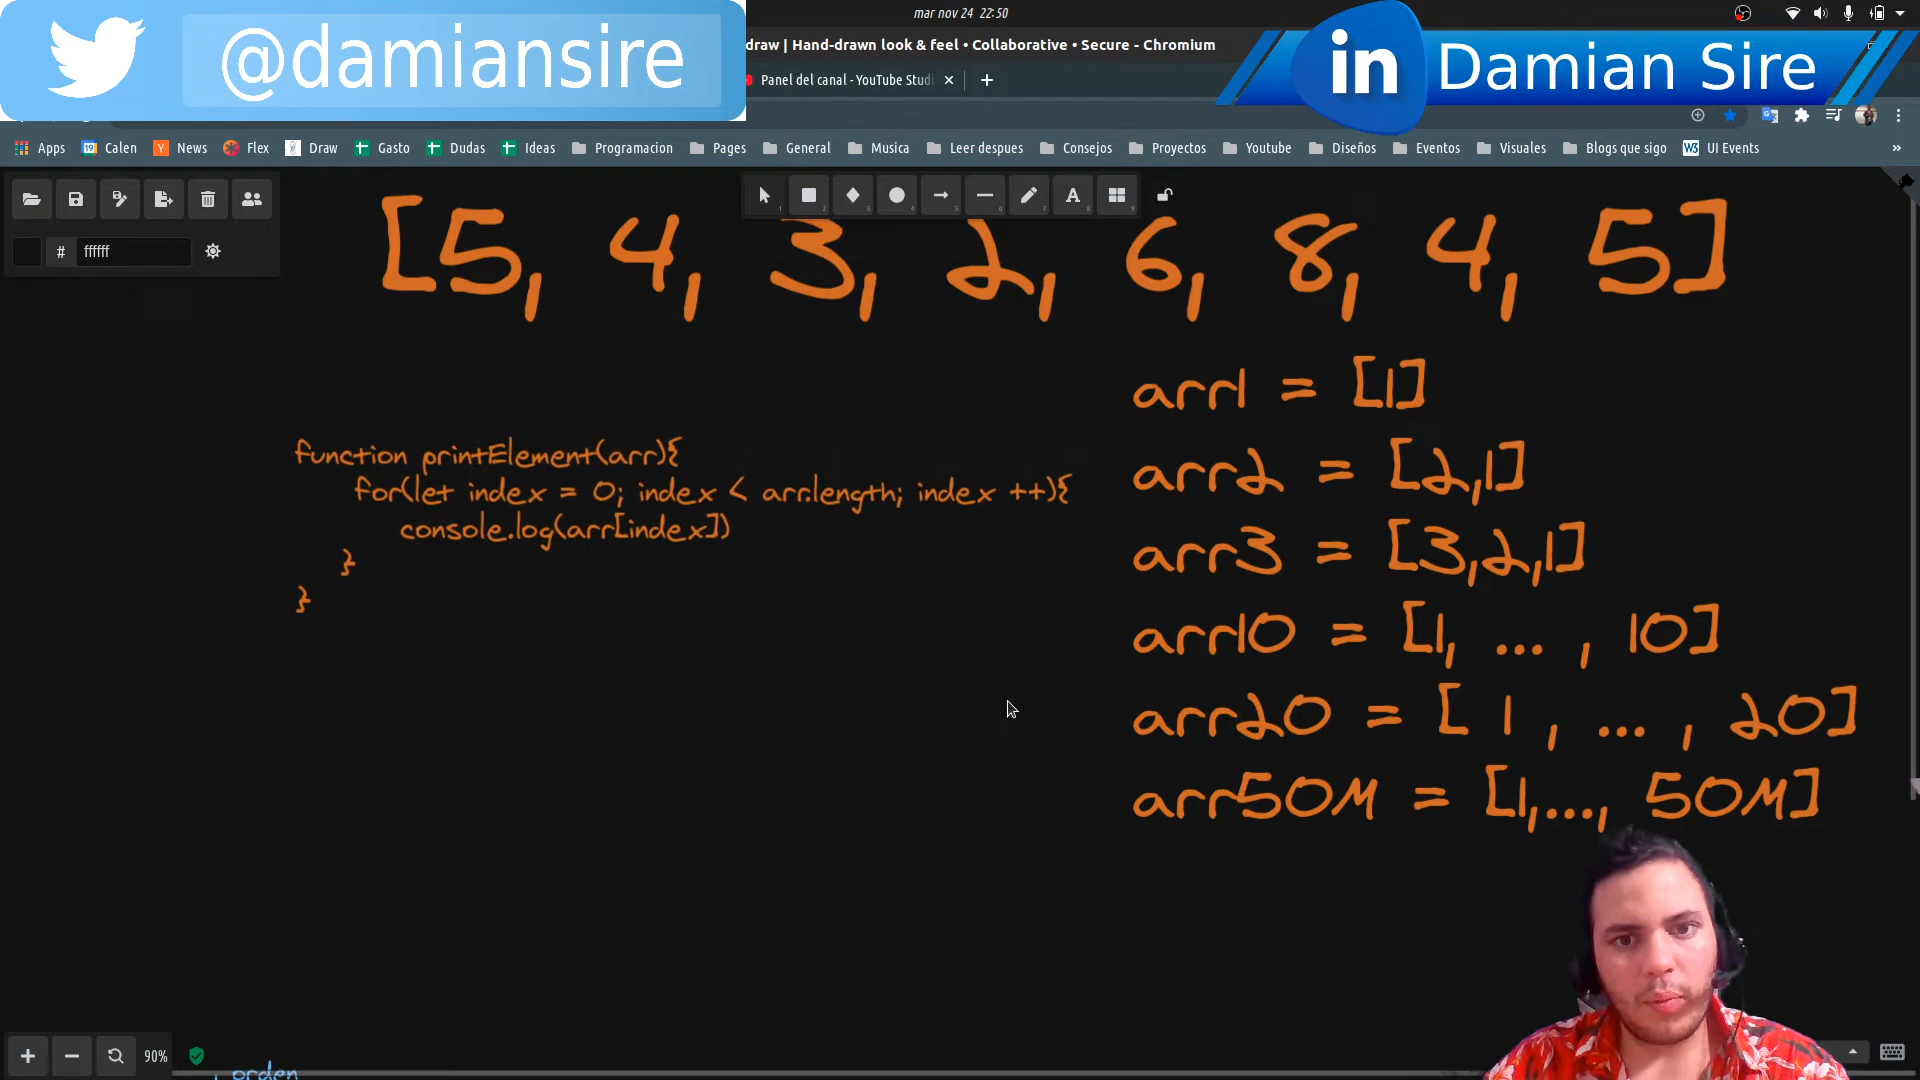 @damiansire
mar nov 24 22:50
draw | Hand-drawn look & feel • Collaborative • Secure - Chromium
in Damian Sire
Panel del canal - YouTube Studi
Apps Calen News Flex Draw Gasto Dudas Ideas Programacion Pages General Musica Leer despues Consejos Proyectos Youtube Diseños Eventos Visuales Blogs que sigo UI Events »
# ffffff
[5, 4, 3, 2, 6, 8, 4, 5]
arr1 = [1]
arr2 = [2,1]
arr3 = [3,2,1]
arr10 = [1, ... , 10]
arr20 = [ 1 , ... , 20]
arr50M = [1,..., 50M]
function printElement(arr){
for(let index = 0; index < arr.length; index ++){
console.log(arr[index])
}
}
90%
orden